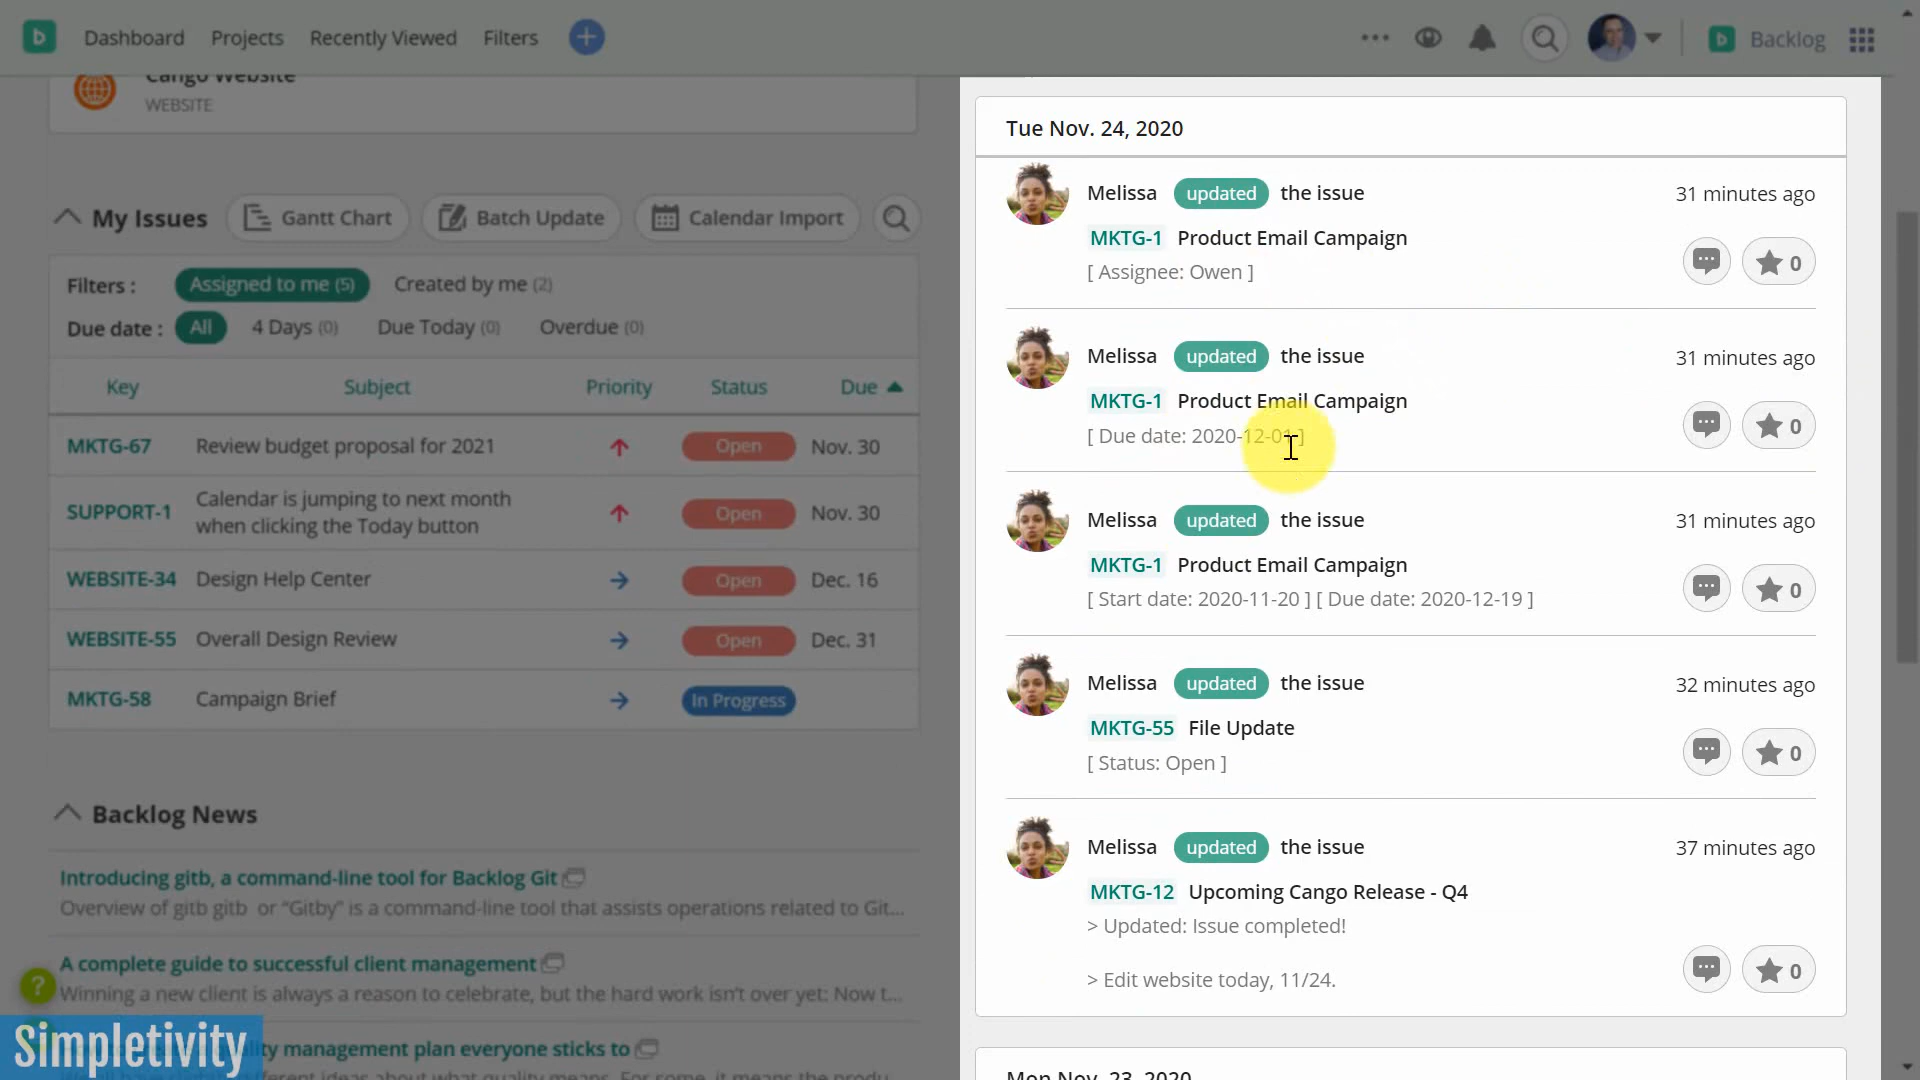 Dashboard Projects Recently Viewed Filters
Backlog
Cango Website
WEBSITE
My Issues Gantt Chart Batch Update Calendar Import
Filters : Assigned to me (5) Created by me (2)
Due date : All 4 Days (0) Due Today (0) Overdue (0)
Key Subject Priority Status Due
MKTG-67 Review budget proposal for 2021 Open Nov. 30
SUPPORT-1 Calendar is jumping to next month
when clicking the Today button Open Nov. 30
WEBSITE-34 Design Help Center Open Dec. 16
WEBSITE-55 Overall Design Review Open Dec. 31
MKTG-58 Campaign Brief In Progress
Backlog News
Introducing gitb, a command-line tool for Backlog Git
Overview of gitb gitb or “Gitby” is a command-line tool that assists operations related to Git...
A complete guide to successful client management
Winning a new client is always a reason to celebrate, but the hard work isn’t over yet: Now t...
management plan everyone sticks to
ideas about what quality means. For some, it means the
?
Simpletivity
Tue Nov. 24, 2020
Melissa updated the issue 31 minutes ago
MKTG-1 Product Email Campaign
[ Assignee: Owen ]
0
Melissa updated the issue 31 minutes ago
MKTG-1 Product Email Campaign
[ Due date: 2020-12-01 ]
0
Melissa updated the issue 31 minutes ago
MKTG-1 Product Email Campaign
[ Start date: 2020-11-20 ] [ Due date: 2020-12-19 ]
0
Melissa updated the issue 32 minutes ago
MKTG-55 File Update
[ Status: Open ]
0
Melissa updated the issue 37 minutes ago
MKTG-12 Upcoming Cango Release - Q4
> Updated: Issue completed!
> Edit website today, 11/24.
0
Mon Nov. 23, 2020